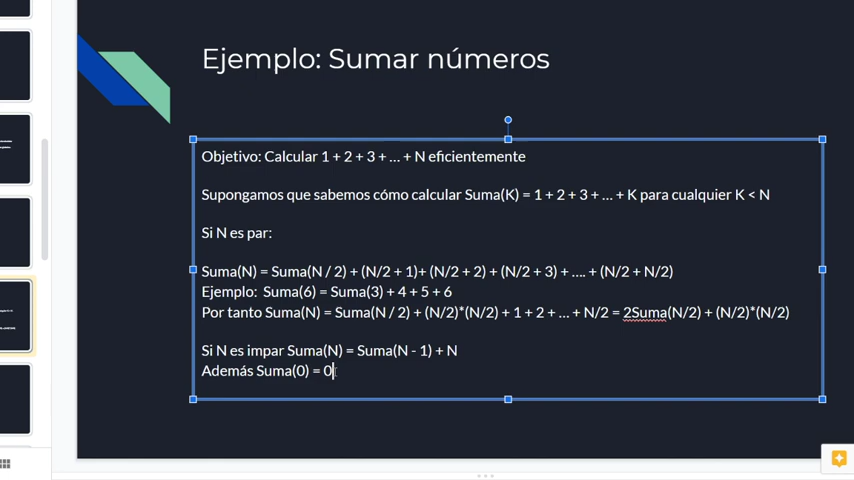 Ejemplo: Sumar números
Objetivo: Calcular 1 + 2 + 3 + ... + N eficientemente
Supongamos que sabemos cómo calcular Suma(K) = 1 + 2 + 3 + ... + K para cualquier K < N
Si N es par:
Suma(N) = Suma(N / 2) + (N/2 + 1)+ (N/2 + 2) + (N/2 + 3) + .... + (N/2 + N/2)
Ejemplo:  Suma(6) = Suma(3) + 4 + 5 + 6
Por tanto Suma(N) = Suma(N / 2) + (N/2)*(N/2) + 1 + 2 + ... + N/2 = 2Suma(N/2) + (N/2)*(N/2)
Si N es impar Suma(N) = Suma(N - 1) + N
Además Suma(0) = 0